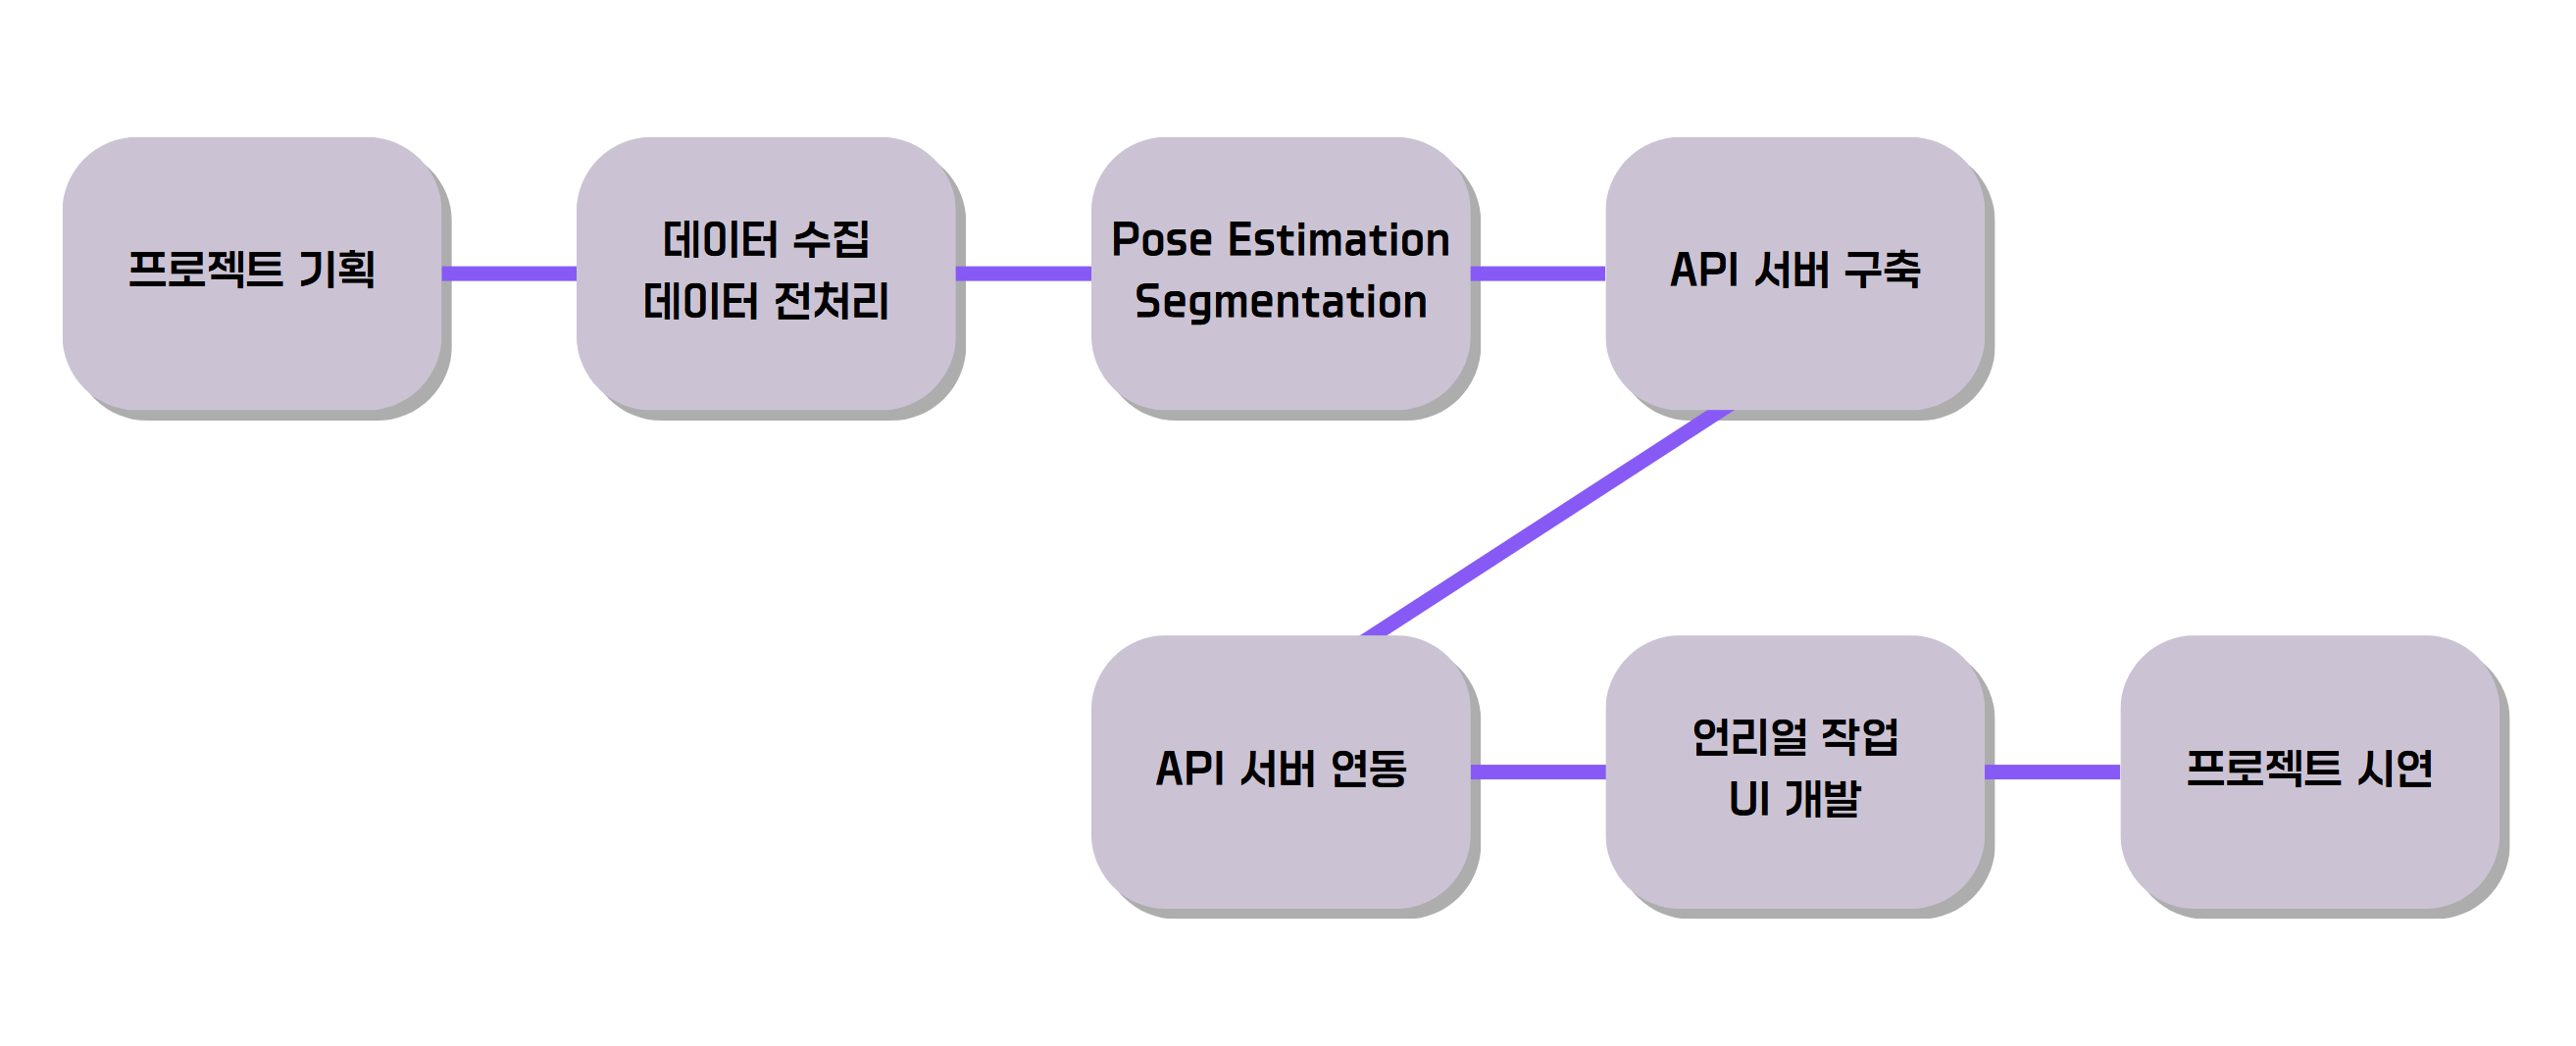 프로젝트 기획
데이터 수집
데이터 전처리
Pose Estimation
Segmentation
API 서버 구축
API 서버 연동
언리얼 작업
UI 개발
프로젝트 시연